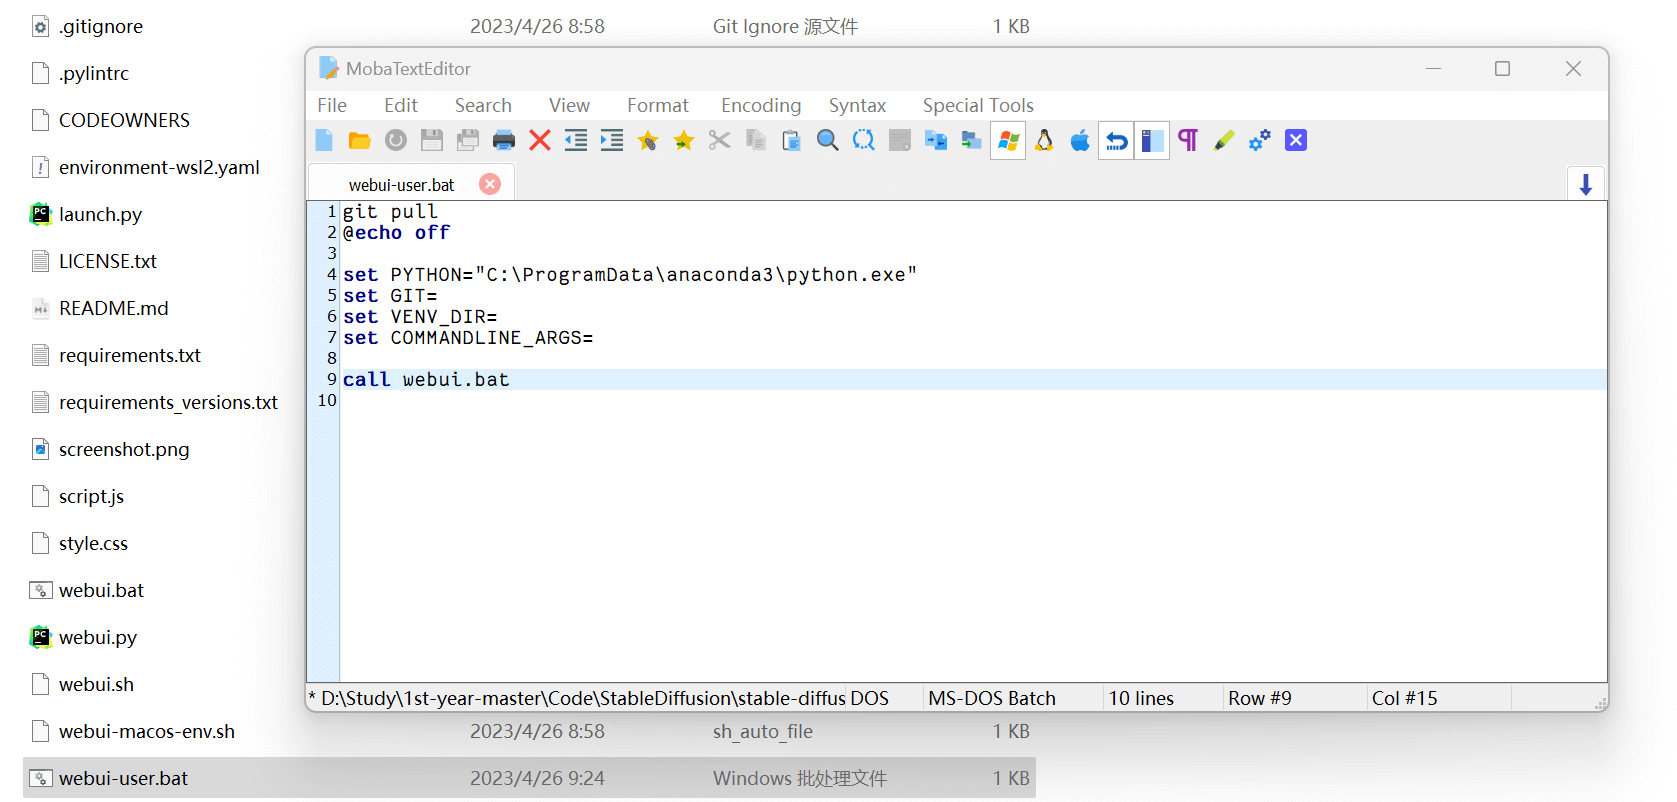 .gitignore 2023/4/26 8:58 Git Ignore 源文件 1 KB
.pylintrc
CODEOWNERS
environment-wsl2.yaml
launch.py
LICENSE.txt
README.md
requirements.txt
requirements_versions.txt
screenshot.png
script.js
style.css
webui.bat
webui.py
webui.sh
MobaTextEditor
File Edit Search View Format Encoding Syntax Special Tools
webui-user.bat
1 git pull
2 @echo off
3
4 set PYTHON="C:\ProgramData\anaconda3\python.exe"
5 set GIT=
6 set VENV_DIR=
7 set COMMANDLINE_ARGS=
8
9 call webui.bat
10
* D:\Study\1st-year-master\Code\StableDiffusion\stable-diffus DOS MS-DOS Batch 10 lines Row #9 Col #15
webui-macos-env.sh 2023/4/26 8:58 sh_auto_file 1 KB
webui-user.bat 2023/4/26 9:24 Windows 批处理文件 1 KB